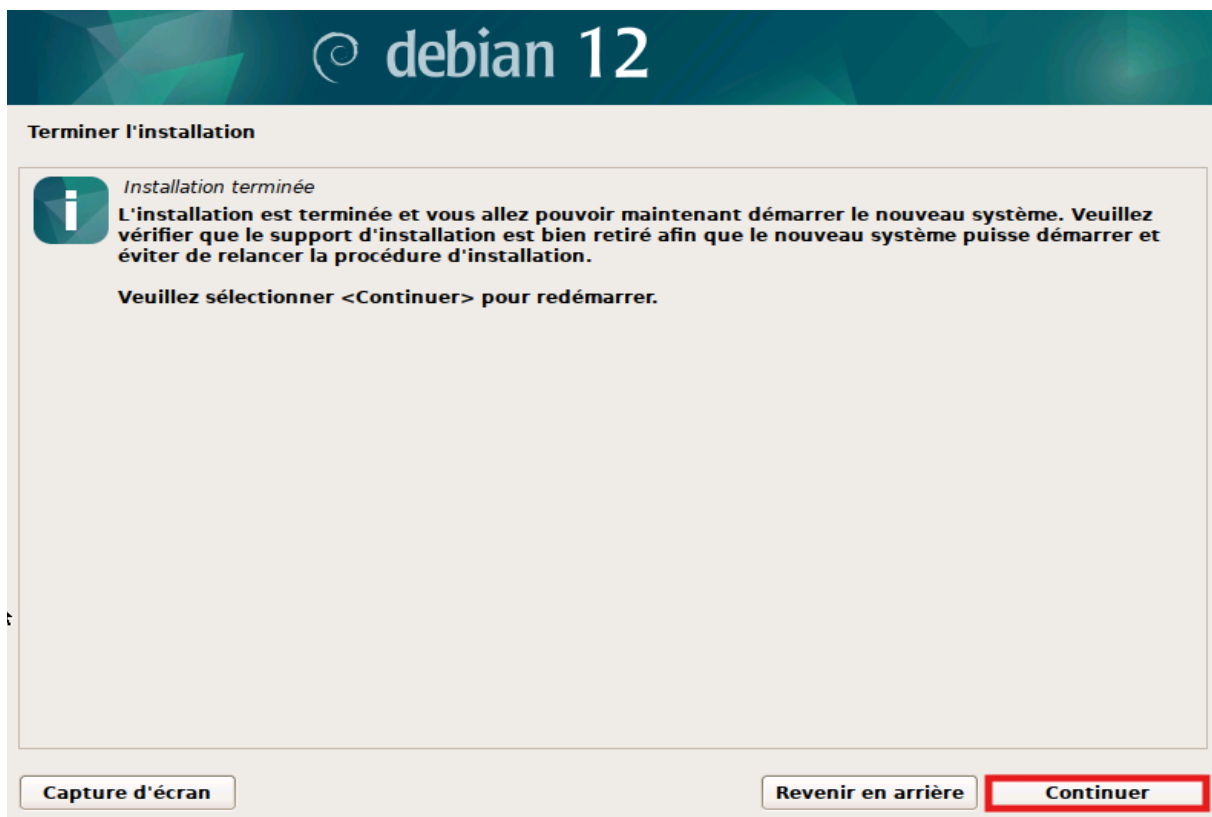 debian 12
Terminer l'installation
Installation terminée
L'installation est terminée et vous allez pouvoir maintenant démarrer le nouveau système. Veuillez
vérifier que le support d'installation est bien retiré afin que le nouveau système puisse démarrer et
éviter de relancer la procédure d'installation.
Veuillez sélectionner <Continuer> pour redémarrer.
Capture d'écran
Revenir en arrière
Continuer